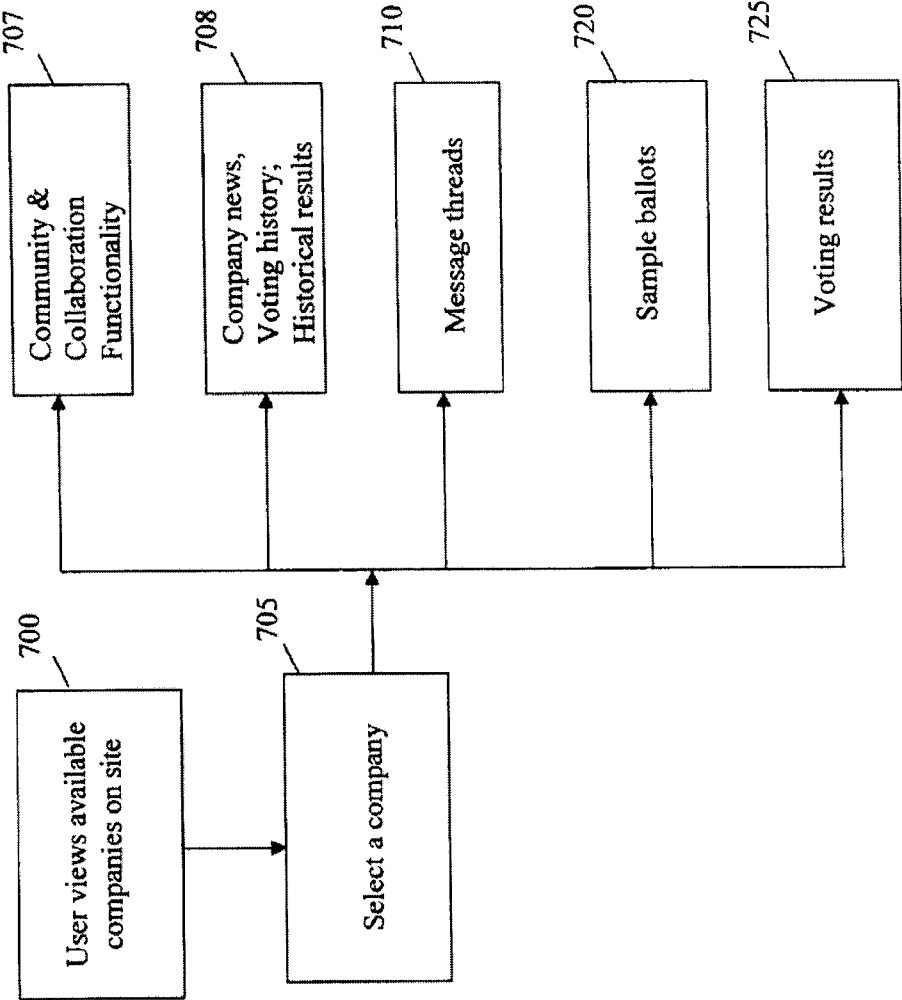 700
User views available
companies on site
705
Select a company
707
Community &
Collaboration
Functionality
708
Company news,
Voting history;
Historical results
710
Message threads
720
Sample ballots
725
Voting results